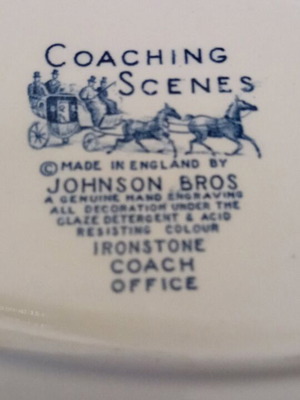 COACHING
SCENES
© MADE IN ENGLAND BY
JOHNSON BROS
A GENUINE HAND ENGRAVING
ALL DECORATION UNDER THE
GLAZE DETERGENT & ACID
RESISTING COLOUR
IRONSTONE
COACH
OFFICE